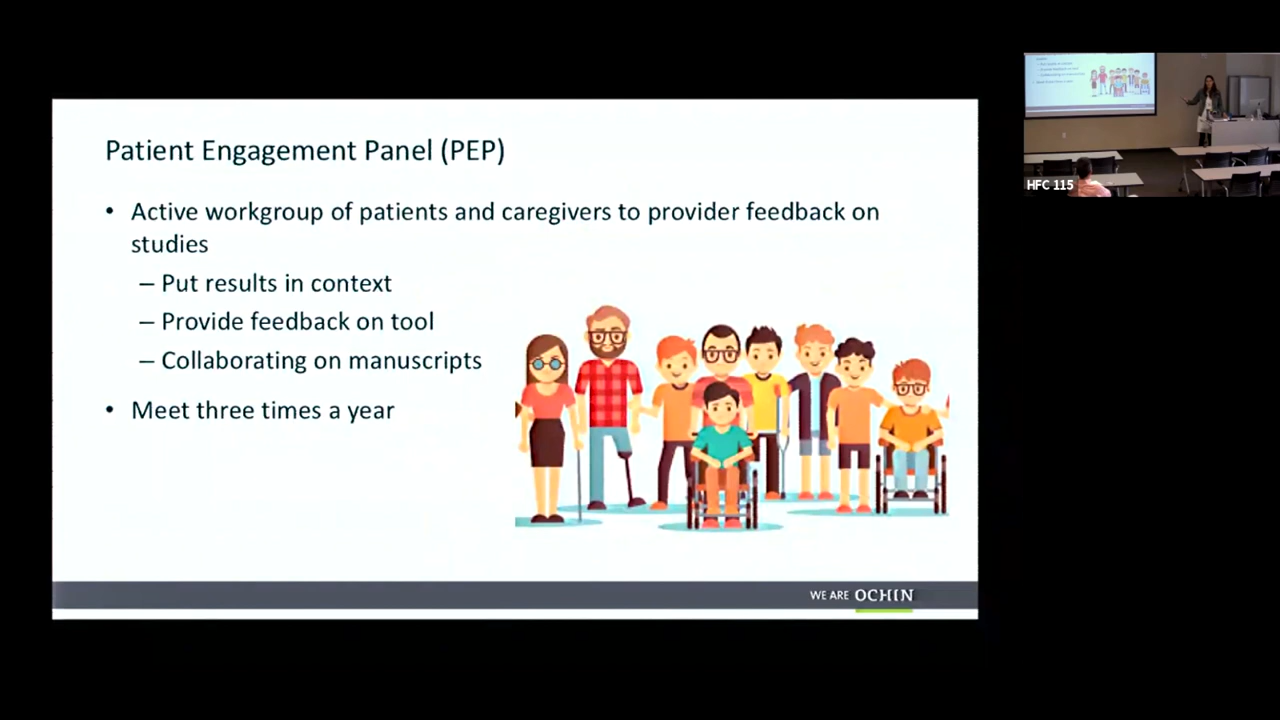 Patient Engagement Panel (PEP)
• Active workgroup of patients and caregivers to provider feedback on
studies
– Put results in context
– Provide feedback on tool
– Collaborating on manuscripts
• Meet three times a year
WE ARE OCHIN
HFC 115